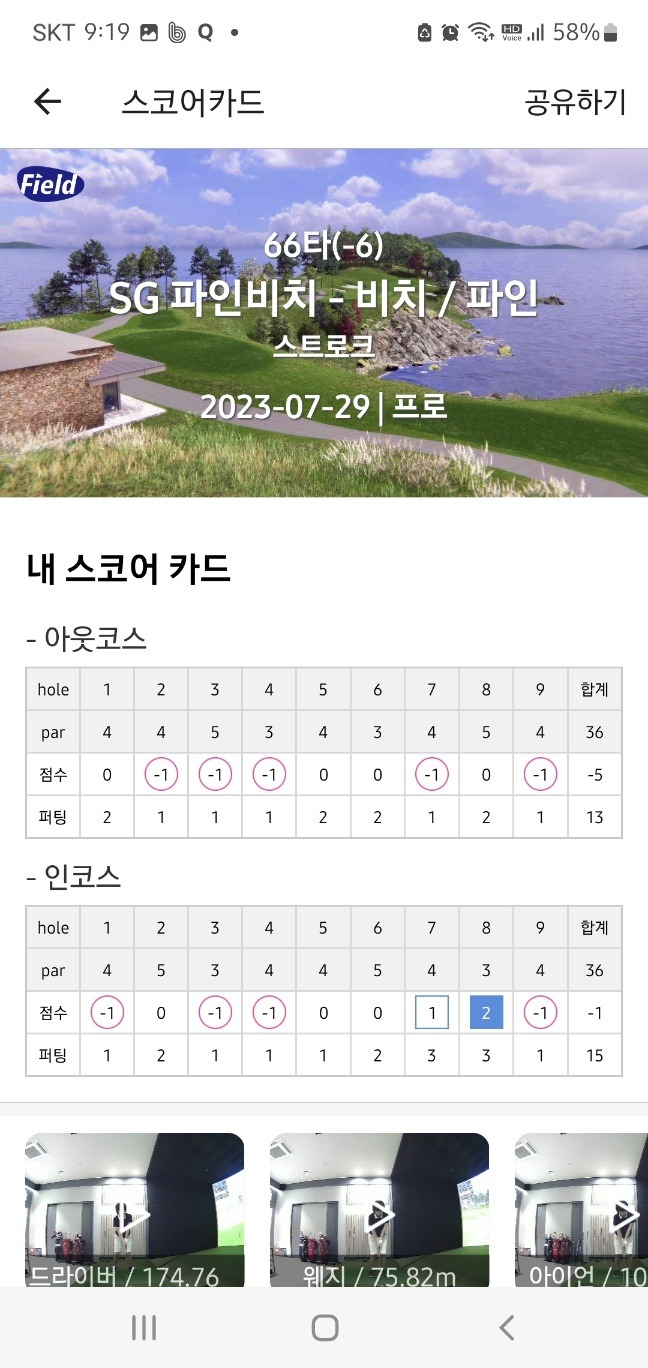 SKT 9:19
HD Voice 58%
스코어카드 공유하기
Field
66타(-6)
SG 파인비치 - 비치 / 파인
스트로크
2023-07-29 | 프로
내 스코어 카드
- 아웃코스
hole 1 2 3 4 5 6 7 8 9 합계
par 4 4 5 3 4 3 4 5 4 36
점수 0 -1 -1 -1 0 0 -1 0 -1 -5
퍼팅 2 1 1 1 2 2 1 2 1 13
- 인코스
hole 1 2 3 4 5 6 7 8 9 합계
par 4 5 3 4 4 5 4 3 4 36
점수 -1 0 -1 -1 0 0 1 2 -1 -1
퍼팅 1 2 1 1 1 2 3 3 1 15
드라이버 / 174.76
웨지 / 75.82m
아이언 / 10